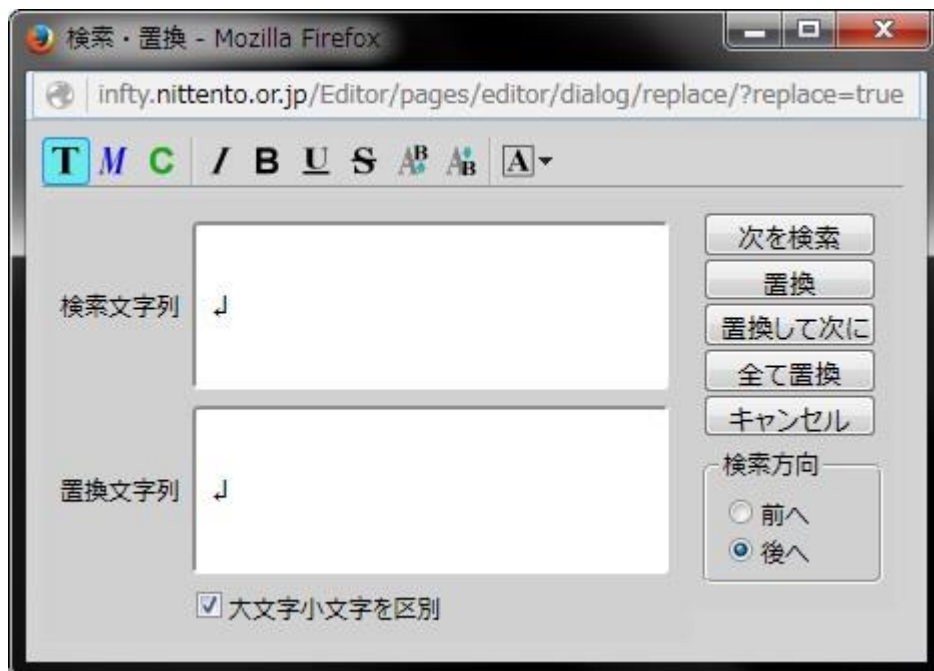 検索・置換 - Mozilla Firefox
infty.nittento.or.jp/Editor/pages/editor/dialog/replace/?replace=true
T M C I B U S AB AB A
検索文字列
次を検索
置換
置換して次に
全て置換
キャンセル
置換文字列
検索方向
前へ
後へ
大文字小文字を区別